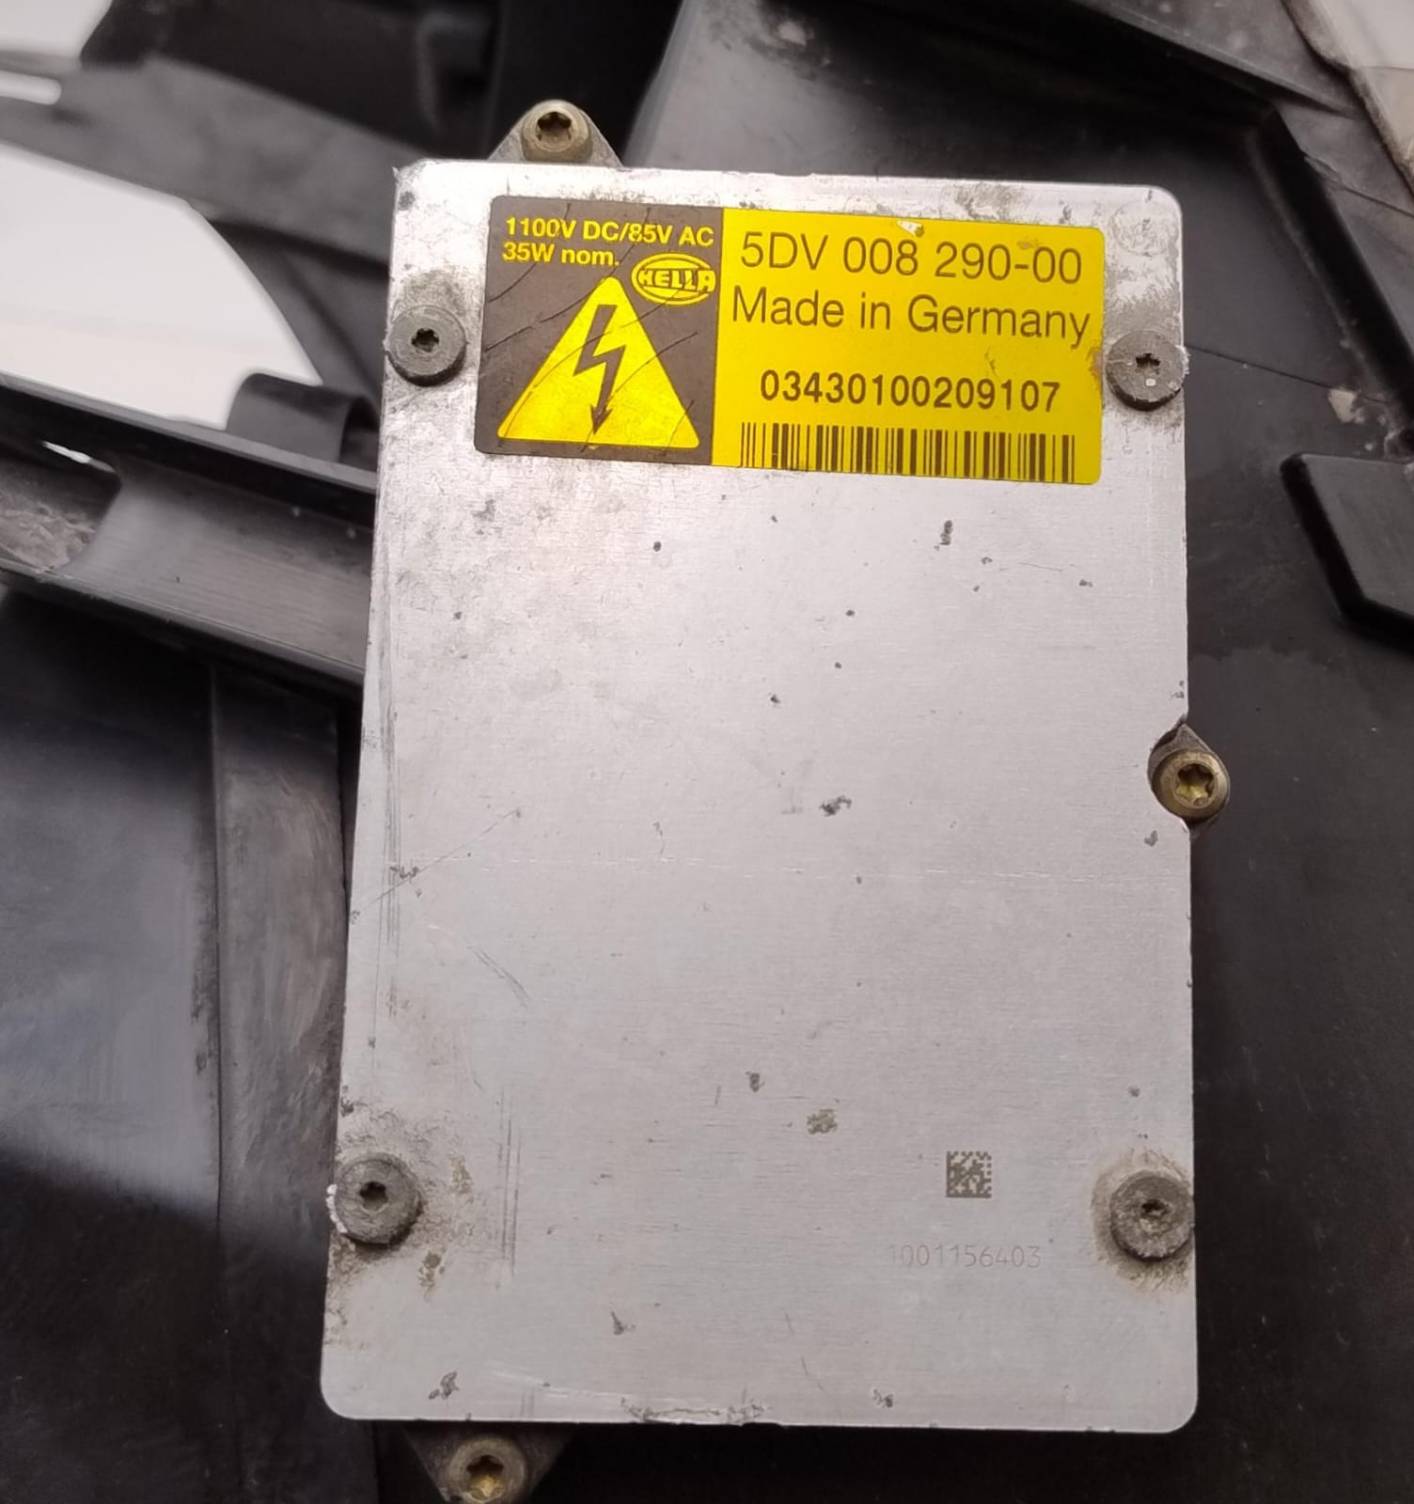 1100V DC/85V AC
35W nom.
HELLA
5DV 008 290-00
Made in Germany
03430100209107
1001156403